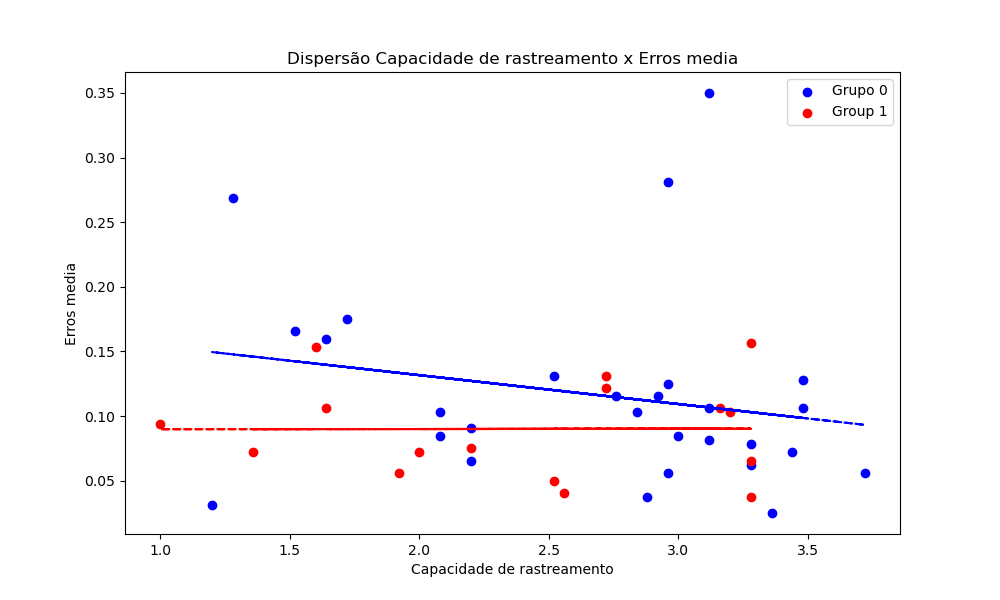 Dispersão Capacidade de rastreamento x Erros media
Grupo 0
Group 1
0.35
0.30
0.25
0.20
0.15
0.10
0.05
Erros media
1.0 1.5 2.0 2.5 3.0 3.5
Capacidade de rastreamento